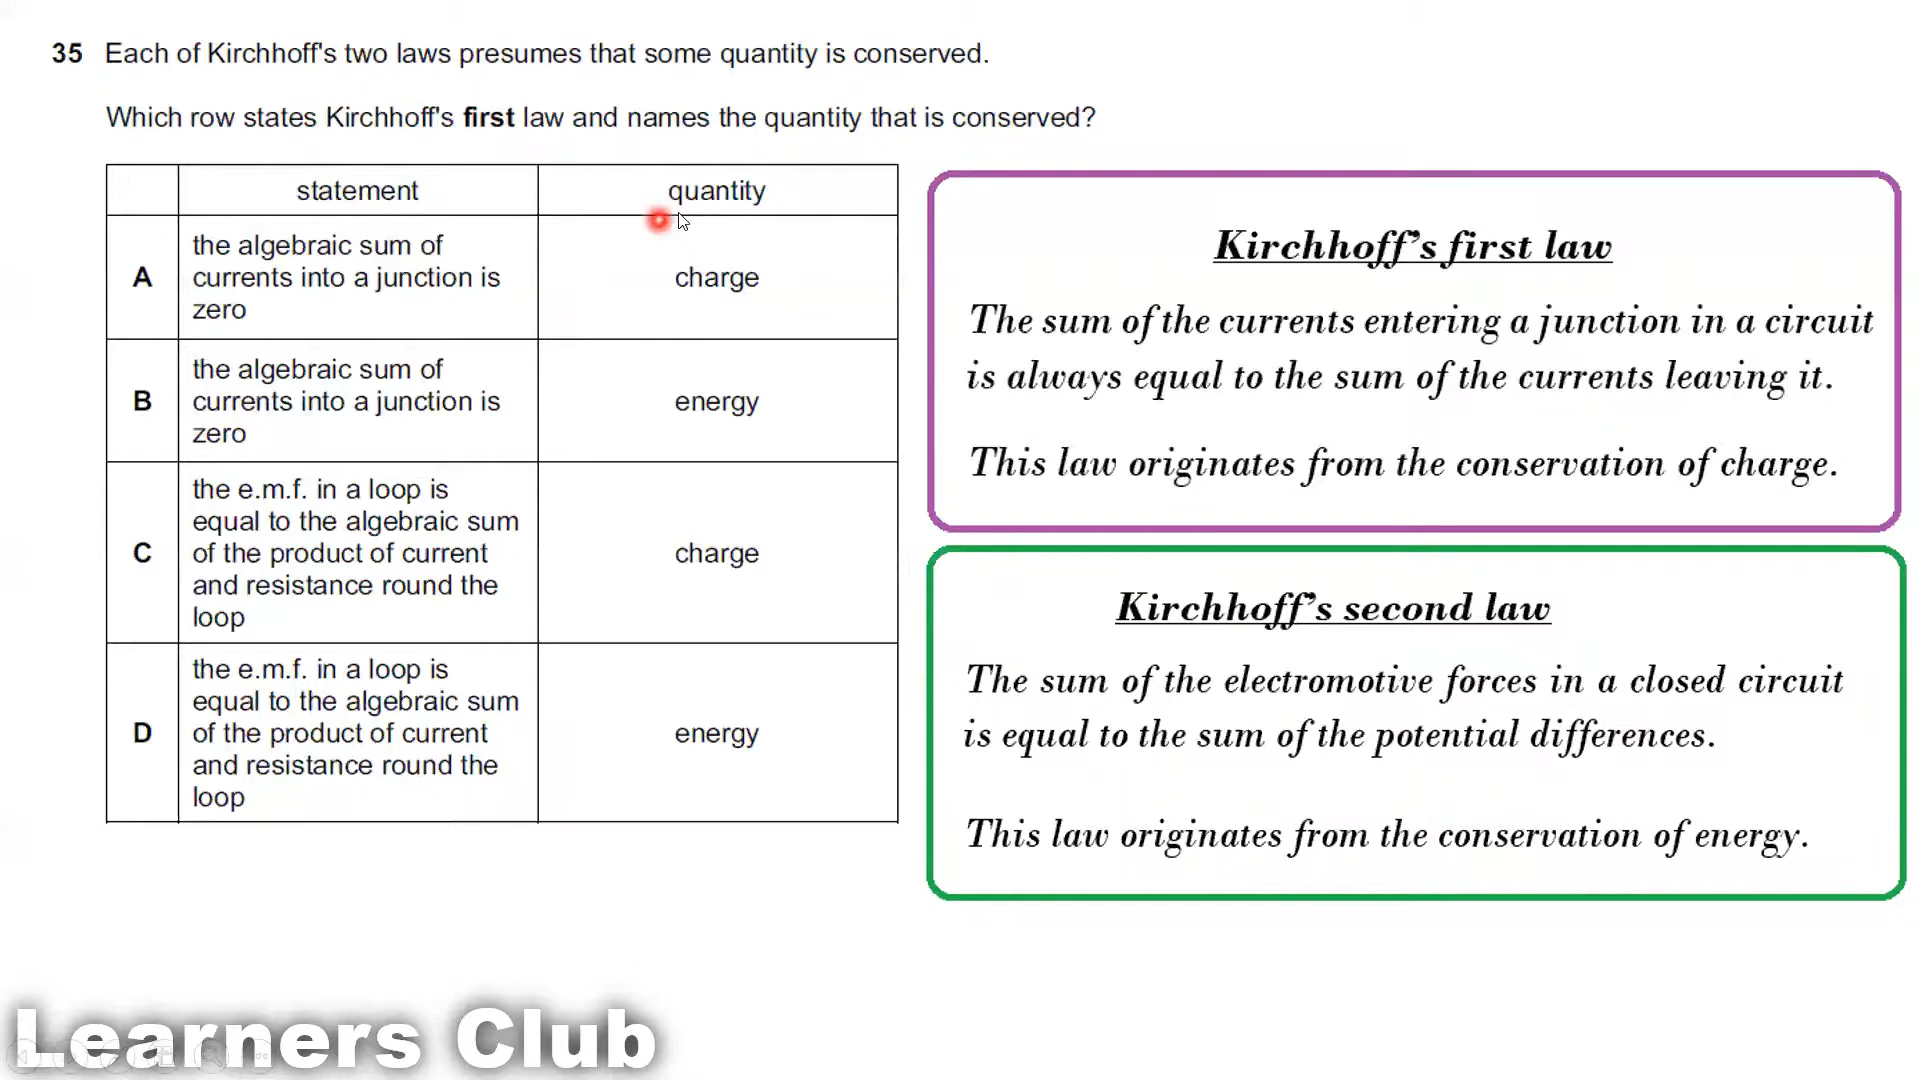 35 Each of Kirchhoff's two laws presumes that some quantity is conserved.
Which row states Kirchhoff's first law and names the quantity that is conserved?
statement quantity
A the algebraic sum of currents into a junction is zero charge
B the algebraic sum of currents into a junction is zero energy
C the e.m.f. in a loop is equal to the algebraic sum of the product of current and resistance round the loop charge
D the e.m.f. in a loop is equal to the algebraic sum of the product of current and resistance round the loop energy
Kirchhoff's first law
The sum of the currents entering a junction in a circuit
is always equal to the sum of the currents leaving it.
This law originates from the conservation of charge.
Kirchhoff's second law
The sum of the electromotive forces in a closed circuit
is equal to the sum of the potential differences.
This law originates from the conservation of energy.
Learners Club